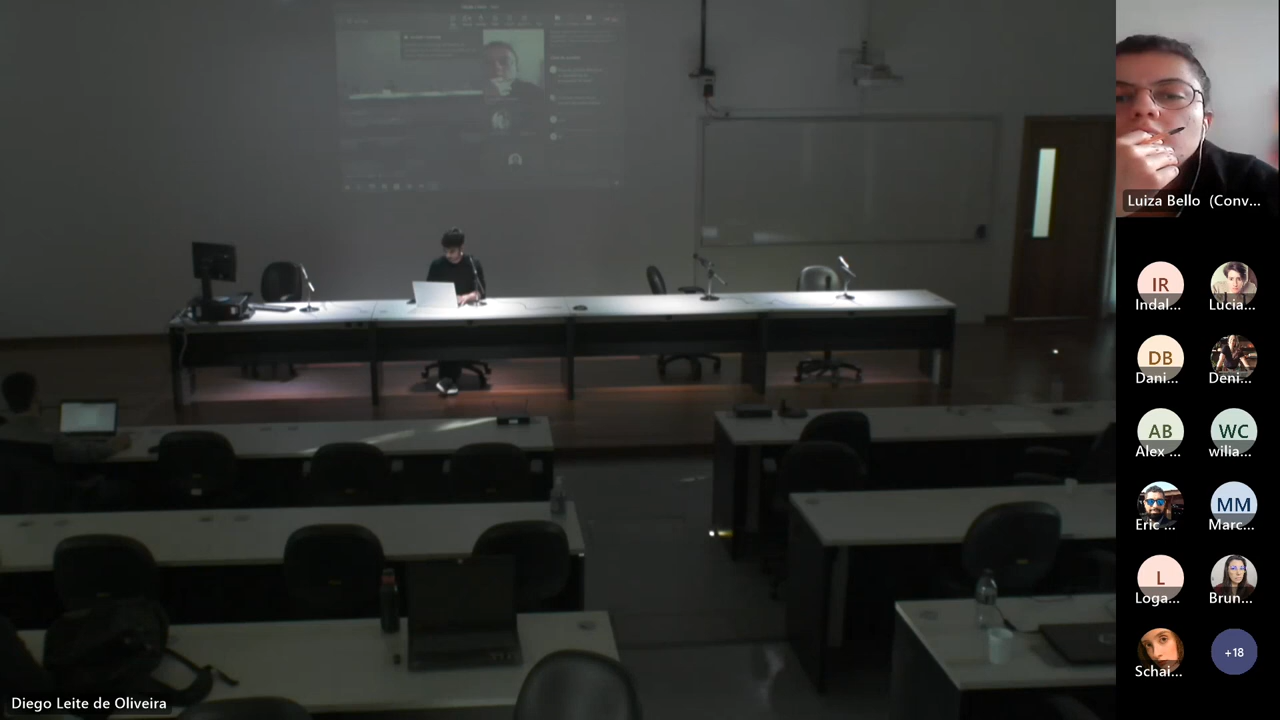 Luiza Bello (Conv...
IR
Indal...
Lucia...
DB
Dani...
Deni...
AB
Alex ...
WC
wilia...
Eric ...
MM
Marc...
L
Loga...
Brun...
Schai...
+18
Diego Leite de Oliveira